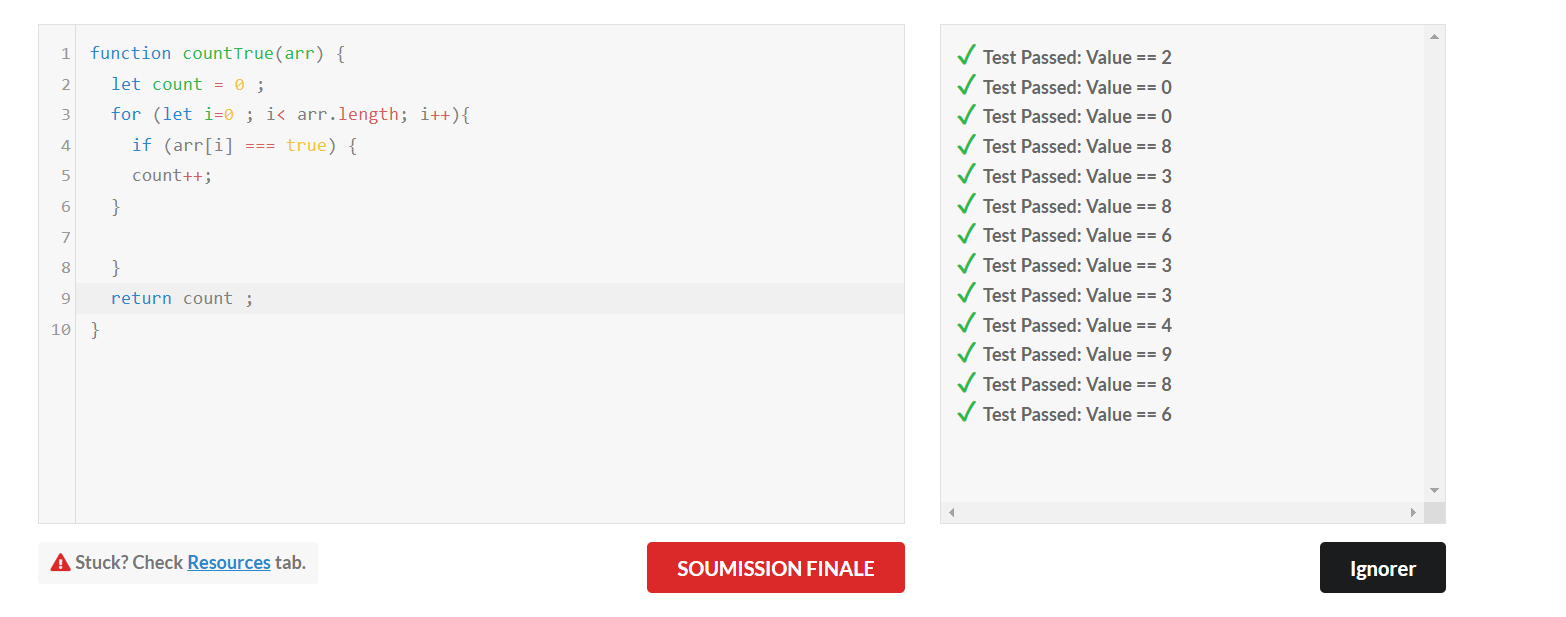 1 function countTrue(arr) {
2 let count = 0 ;
3 for (let i=0 ; i< arr.length; i++){
4 if (arr[i] === true) {
5 count++;
6 }
7
8 }
9 return count ;
10 }
✓ Test Passed: Value == 2
✓ Test Passed: Value == 0
✓ Test Passed: Value == 0
✓ Test Passed: Value == 8
✓ Test Passed: Value == 3
✓ Test Passed: Value == 8
✓ Test Passed: Value == 6
✓ Test Passed: Value == 3
✓ Test Passed: Value == 3
✓ Test Passed: Value == 4
✓ Test Passed: Value == 9
✓ Test Passed: Value == 8
✓ Test Passed: Value == 6
Stuck? Check Resources tab.
SOUMISSION FINALE
Ignorer